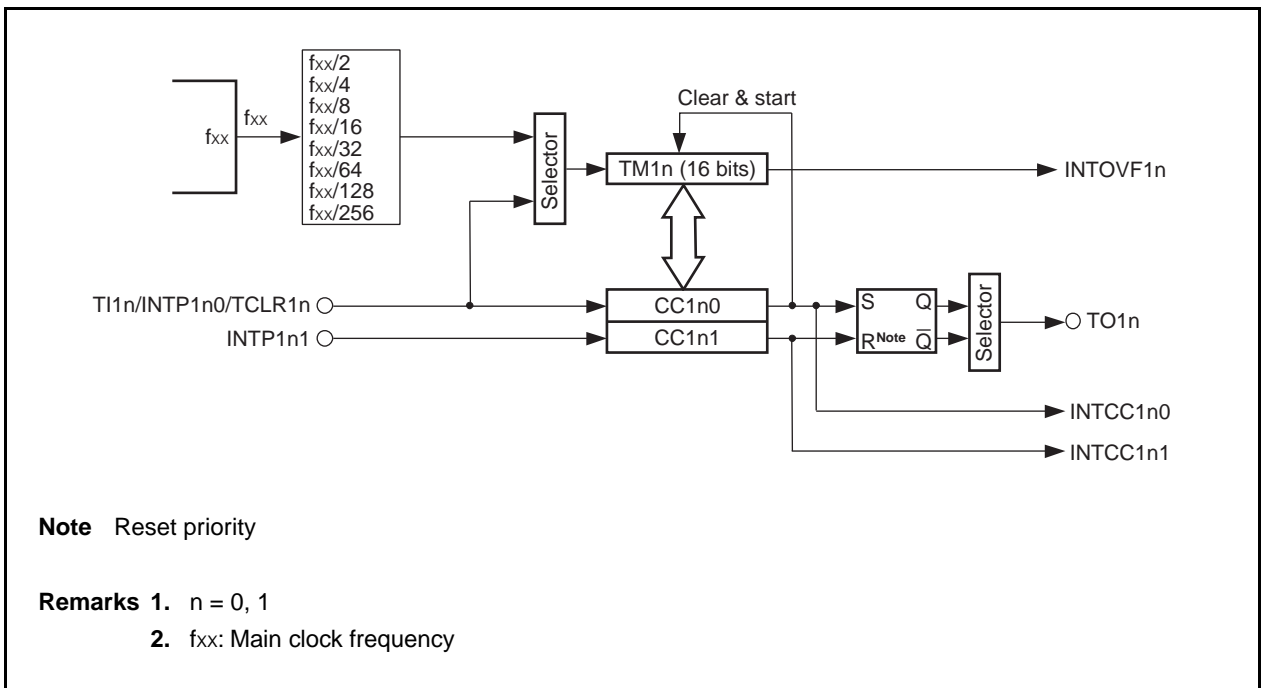 fxx/2
fxx/4
fxx/8
fxx/16
fxx/32
fxx/64
fxx/128
fxx/256
fxx
fxx
Selector
Clear & start
TM1n (16 bits)
INTOVF1n
TI1n/INTP1n0/TCLR1n
INTP1n1
CC1n0
CC1n1
S Q
R Note Q̅
Selector
TO1n
INTCC1n0
INTCC1n1
Note Reset priority
Remarks 1. n = 0, 1
2. fxx: Main clock frequency